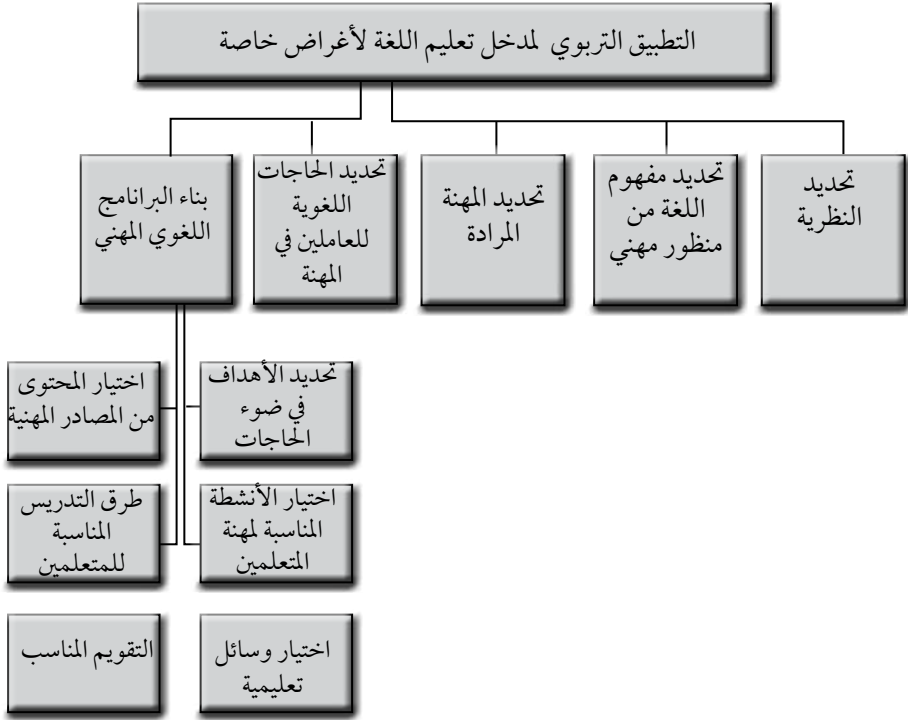 التطبيق التربوي لمدخل تعليم اللغة لأغراض خاصة
تحديد
النظرية
تحديد مفهوم
اللغة من
منظور مهني
تحديد المهنة
المرادة
تحديد الحاجات
اللغوية
للعاملين في
المهنة
بناء البرانامج
اللغوي المهني
تحديد الأهداف
في ضوء
الحاجات
اختيار المحتوى
من المصادر المهنية
اختيار الأنشطة
المناسبة لمهنة
المتعلمين
طرق التدريس
المناسبة
للمتعلمين
اختيار وسائل
تعليمية
التقويم المناسب